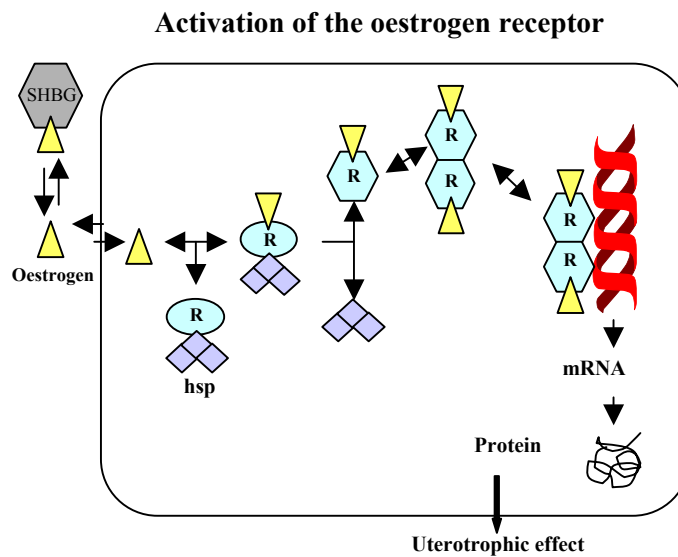 Activation of the oestrogen receptor
SHBG
Oestrogen
R
hsp
R
R
R
R
R
R
mRNA
Protein
Uterotrophic effect